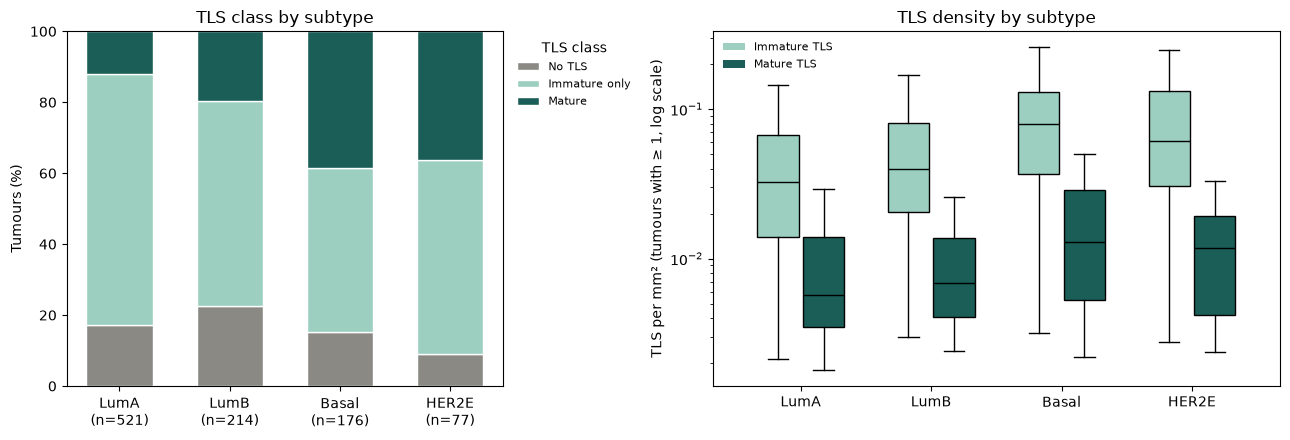 TLS class by subtype
Tumours (%)
100
80
60
40
20
0
LumA
(n=521)
LumB
(n=214)
Basal
(n=176)
HER2E
(n=77)
TLS class
No TLS
Immature only
Mature
TLS density by subtype
TLS per mm² (tumours with ≥ 1, log scale)
10⁻¹
10⁻²
Immature TLS
Mature TLS
LumA
LumB
Basal
HER2E